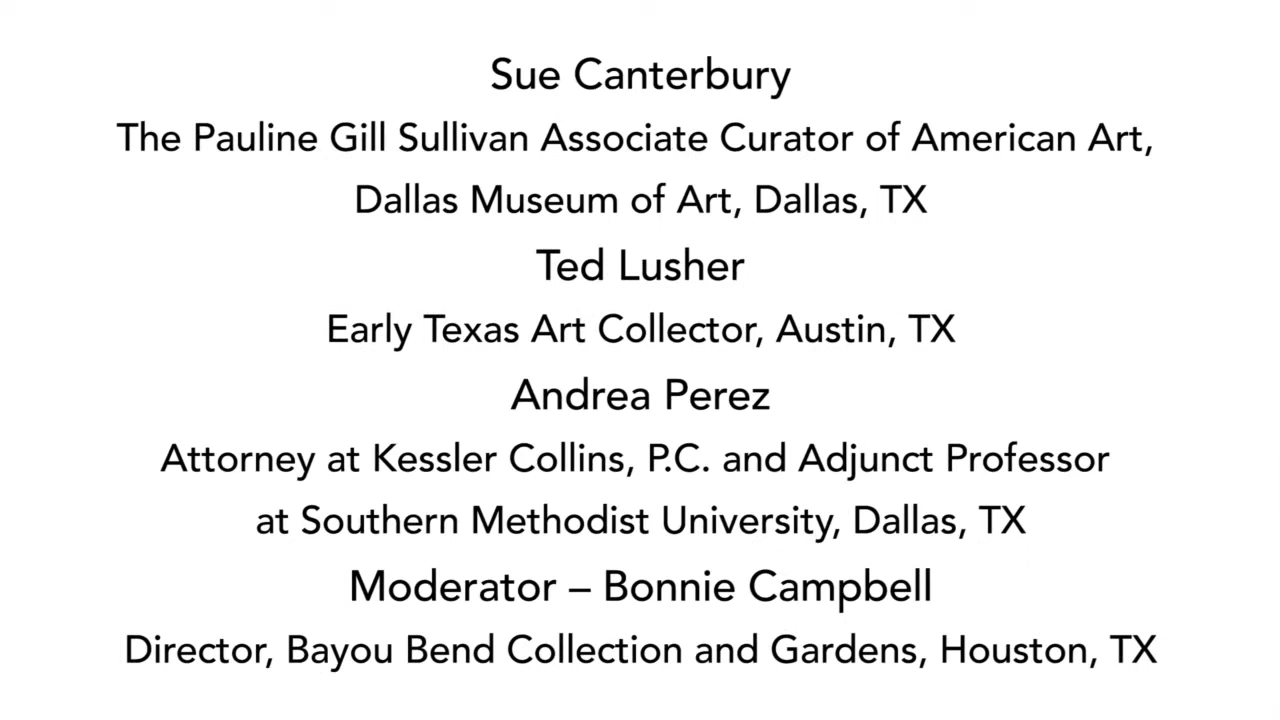 Sue Canterbury
The Pauline Gill Sullivan Associate Curator of American Art,
Dallas Museum of Art, Dallas, TX
Ted Lusher
Early Texas Art Collector, Austin, TX
Andrea Perez
Attorney at Kessler Collins, P.C. and Adjunct Professor
at Southern Methodist University, Dallas, TX
Moderator – Bonnie Campbell
Director, Bayou Bend Collection and Gardens, Houston, TX